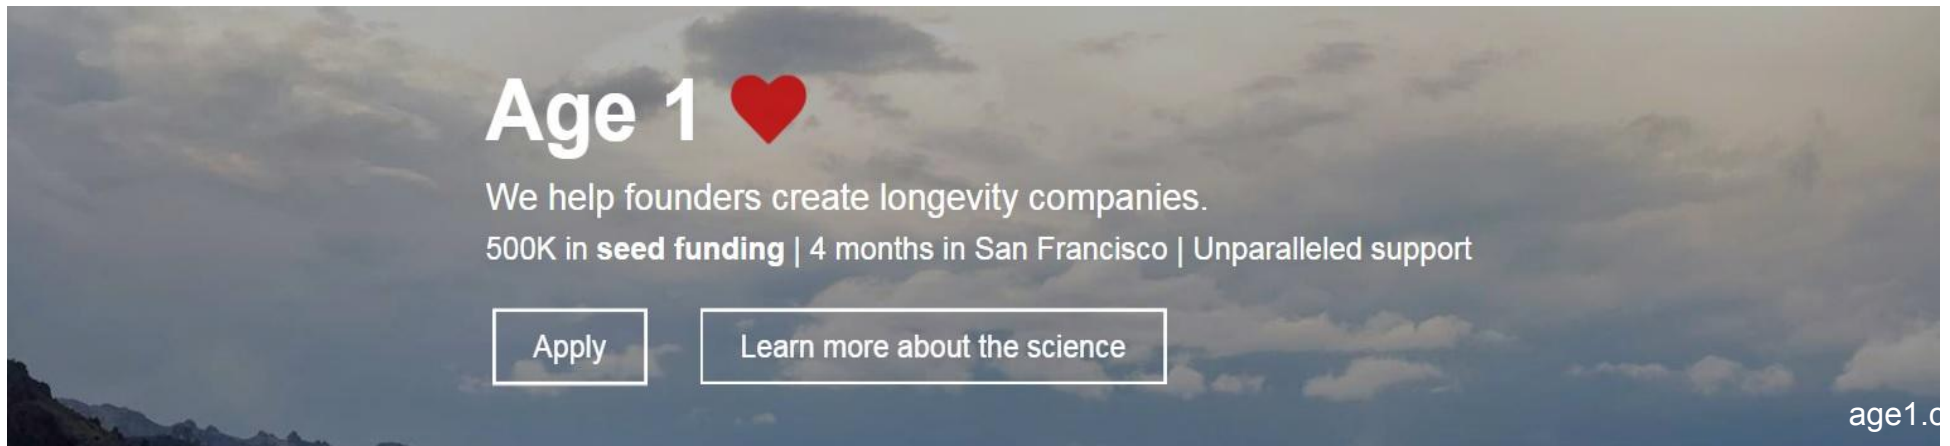 Age 1
We help founders create longevity companies.
500K in seed funding | 4 months in San Francisco | Unparalleled support
Apply
Learn more about the science